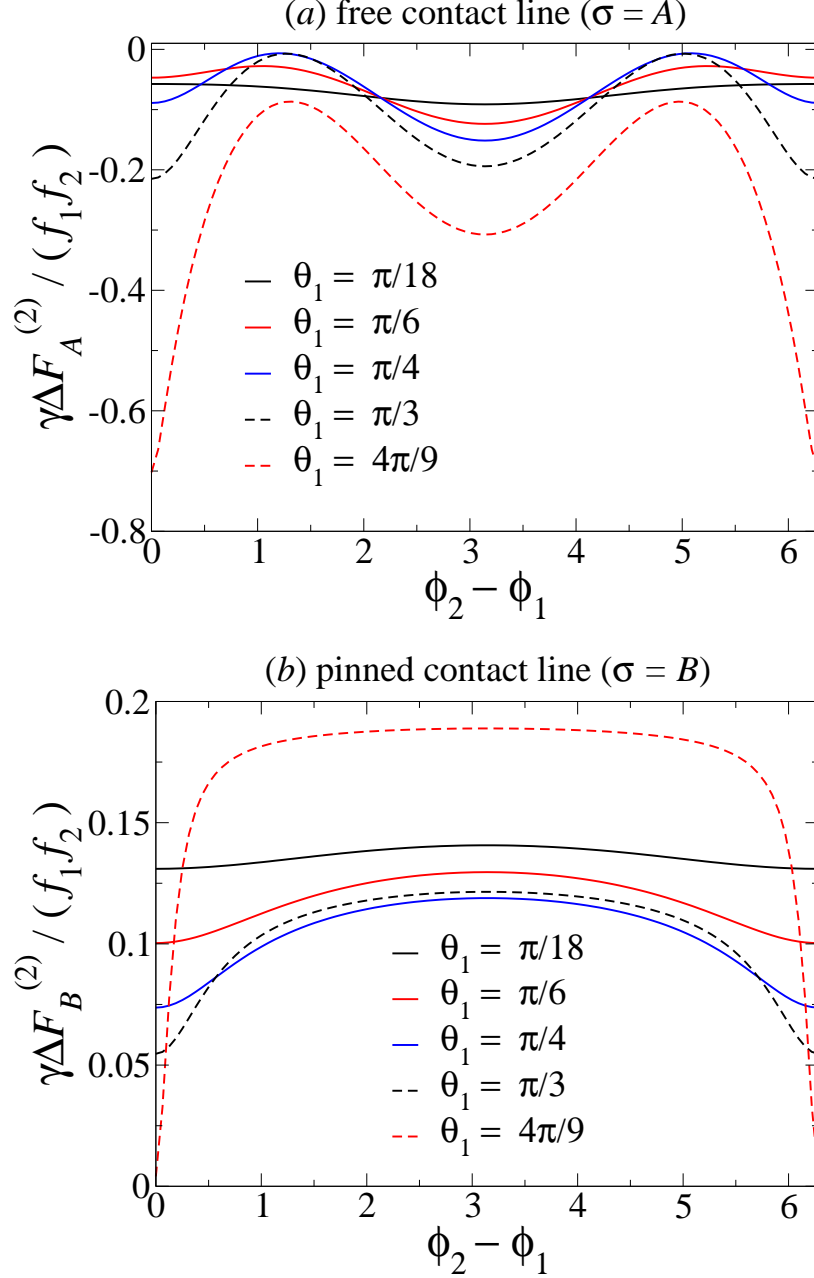 (a) free contact line (σ = A)
0
-0.2
-0.4
-0.6
-0.8
γΔF_A^(2) / (f_1 f_2)
θ_1 = π/18
θ_1 = π/6
θ_1 = π/4
θ_1 = π/3
θ_1 = 4π/9
0 1 2 3 4 5 6
ϕ_2 − ϕ_1
(b) pinned contact line (σ = B)
0.2
0.15
0.1
0.05
0
γΔF_B^(2) / (f_1 f_2)
θ_1 = π/18
θ_1 = π/6
θ_1 = π/4
θ_1 = π/3
θ_1 = 4π/9
0 1 2 3 4 5 6
ϕ_2 − ϕ_1